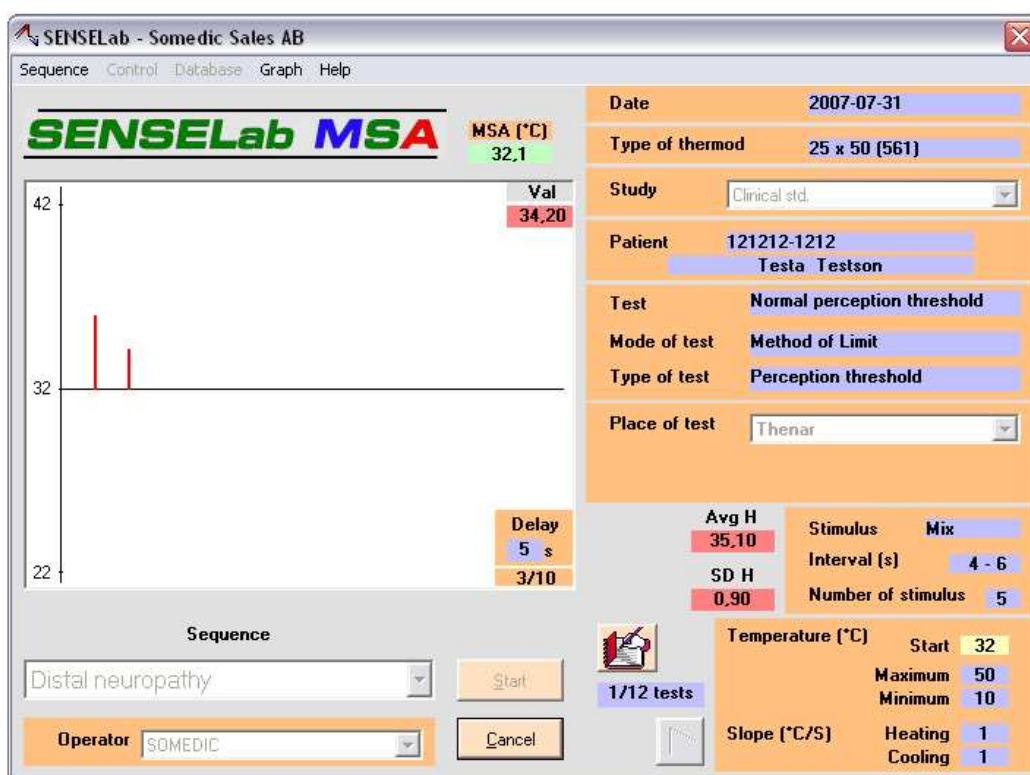 SENSELab - Somedic Sales AB
Sequence Control Database Graph Help
SENSELab MSA
MSA (°C)
32,1
Val
34,20
42
32
22
Delay
5 s
3/10
Date 2007-07-31
Type of thermod 25 x 50 (561)
Study Clinical std.
Patient 121212-1212
Testa Testson
Test Normal perception threshold
Mode of test Method of Limit
Type of test Perception threshold
Place of test Thenar
Avg H
35,10
SD H
0,90
Stimulus Mix
Interval (s) 4 - 6
Number of stimulus 5
Sequence
Distal neuropathy
Start
Operator SOMEDIC
Cancel
1/12 tests
Temperature (°C) Start 32
Maximum 50
Minimum 10
Slope (°C/S) Heating 1
Cooling 1